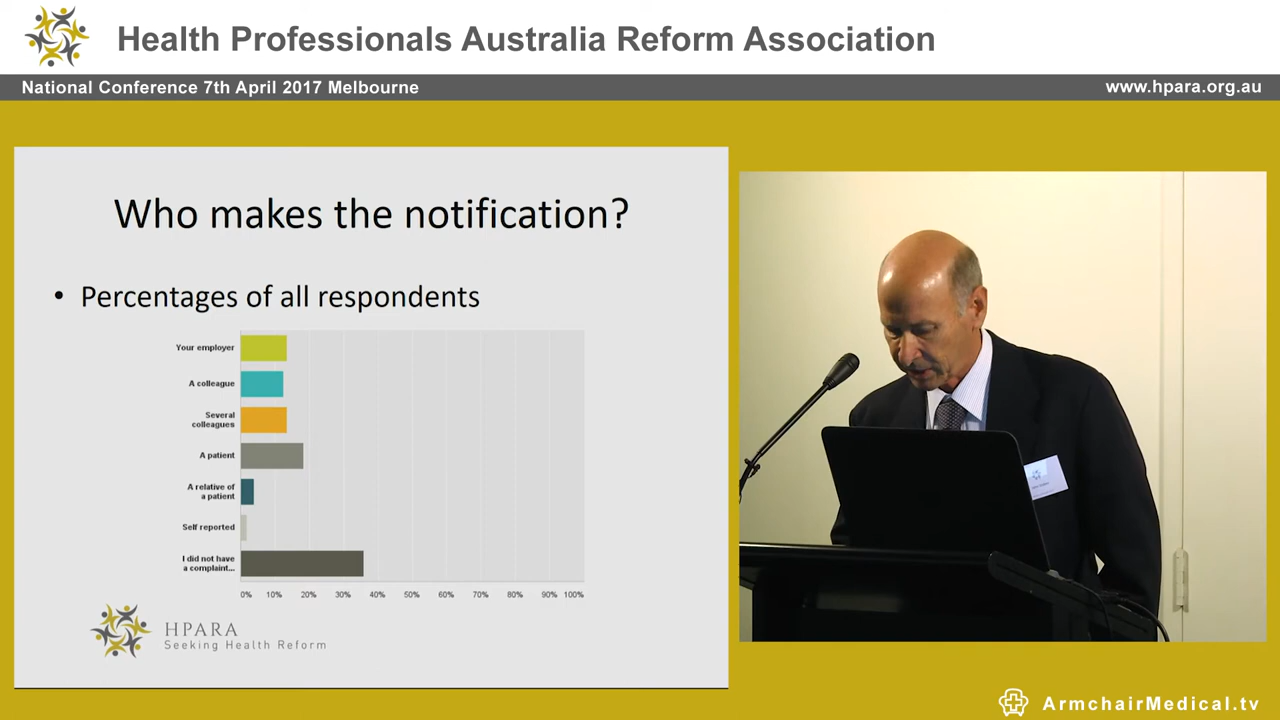 Health Professionals Australia Reform Association
National Conference 7th April 2017 Melbourne
www.hpara.org.au
Who makes the notification?
• Percentages of all respondents
Your employer
A colleague
Several
colleagues
A patient
A relative of
a patient
Self reported
I did not have
a complaint...
0% 10% 20% 30% 40% 50% 60% 70% 80% 90% 100%
HPARA
Seeking Health Reform
ArmchairMedical.tv